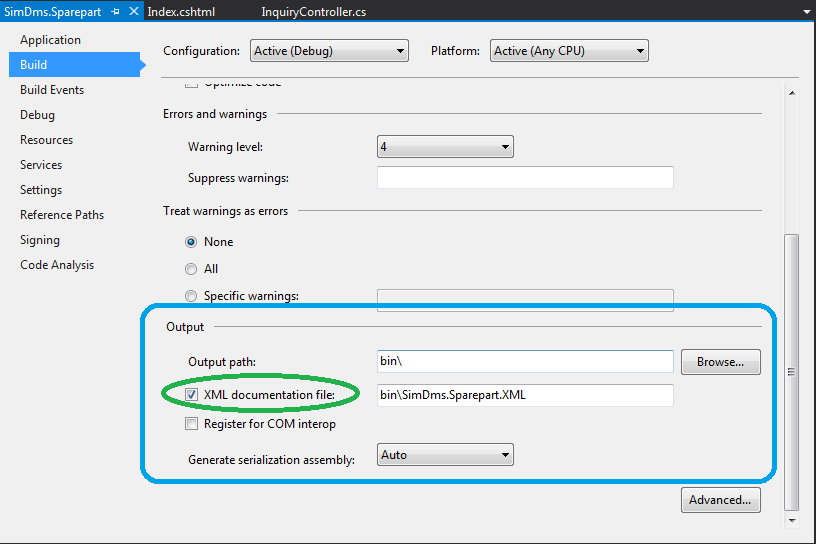 SimDms.Sparepart Index.cshtml InquiryController.cs
Application
Build
Build Events
Debug
Resources
Services
Settings
Reference Paths
Signing
Code Analysis
Configuration: Active (Debug) Platform: Active (Any CPU)
Optimize code
Errors and warnings
Warning level: 4
Suppress warnings:
Treat warnings as errors
None
All
Specific warnings:
Output
Output path: bin\ Browse...
XML documentation file: bin\SimDms.Sparepart.XML
Register for COM interop
Generate serialization assembly: Auto
Advanced...